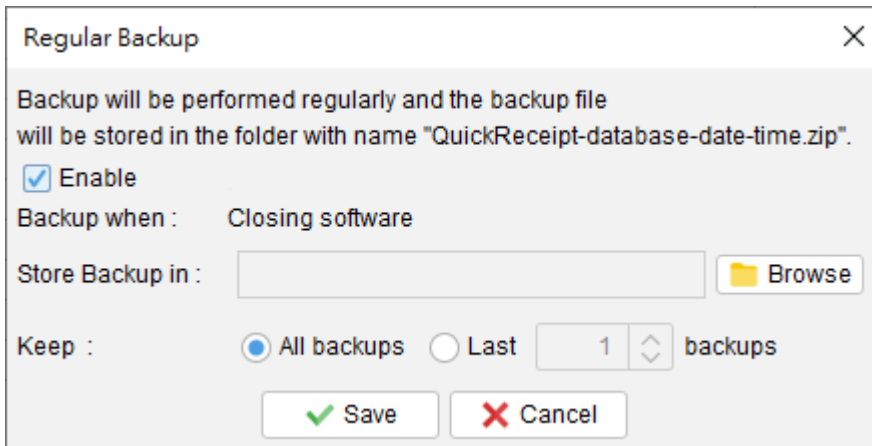 Regular Backup
Backup will be performed regularly and the backup file
will be stored in the folder with name "QuickReceipt-database-date-time.zip".
Enable
Backup when : Closing software
Store Backup in : Browse
Keep : All backups Last 1 backups
Save Cancel